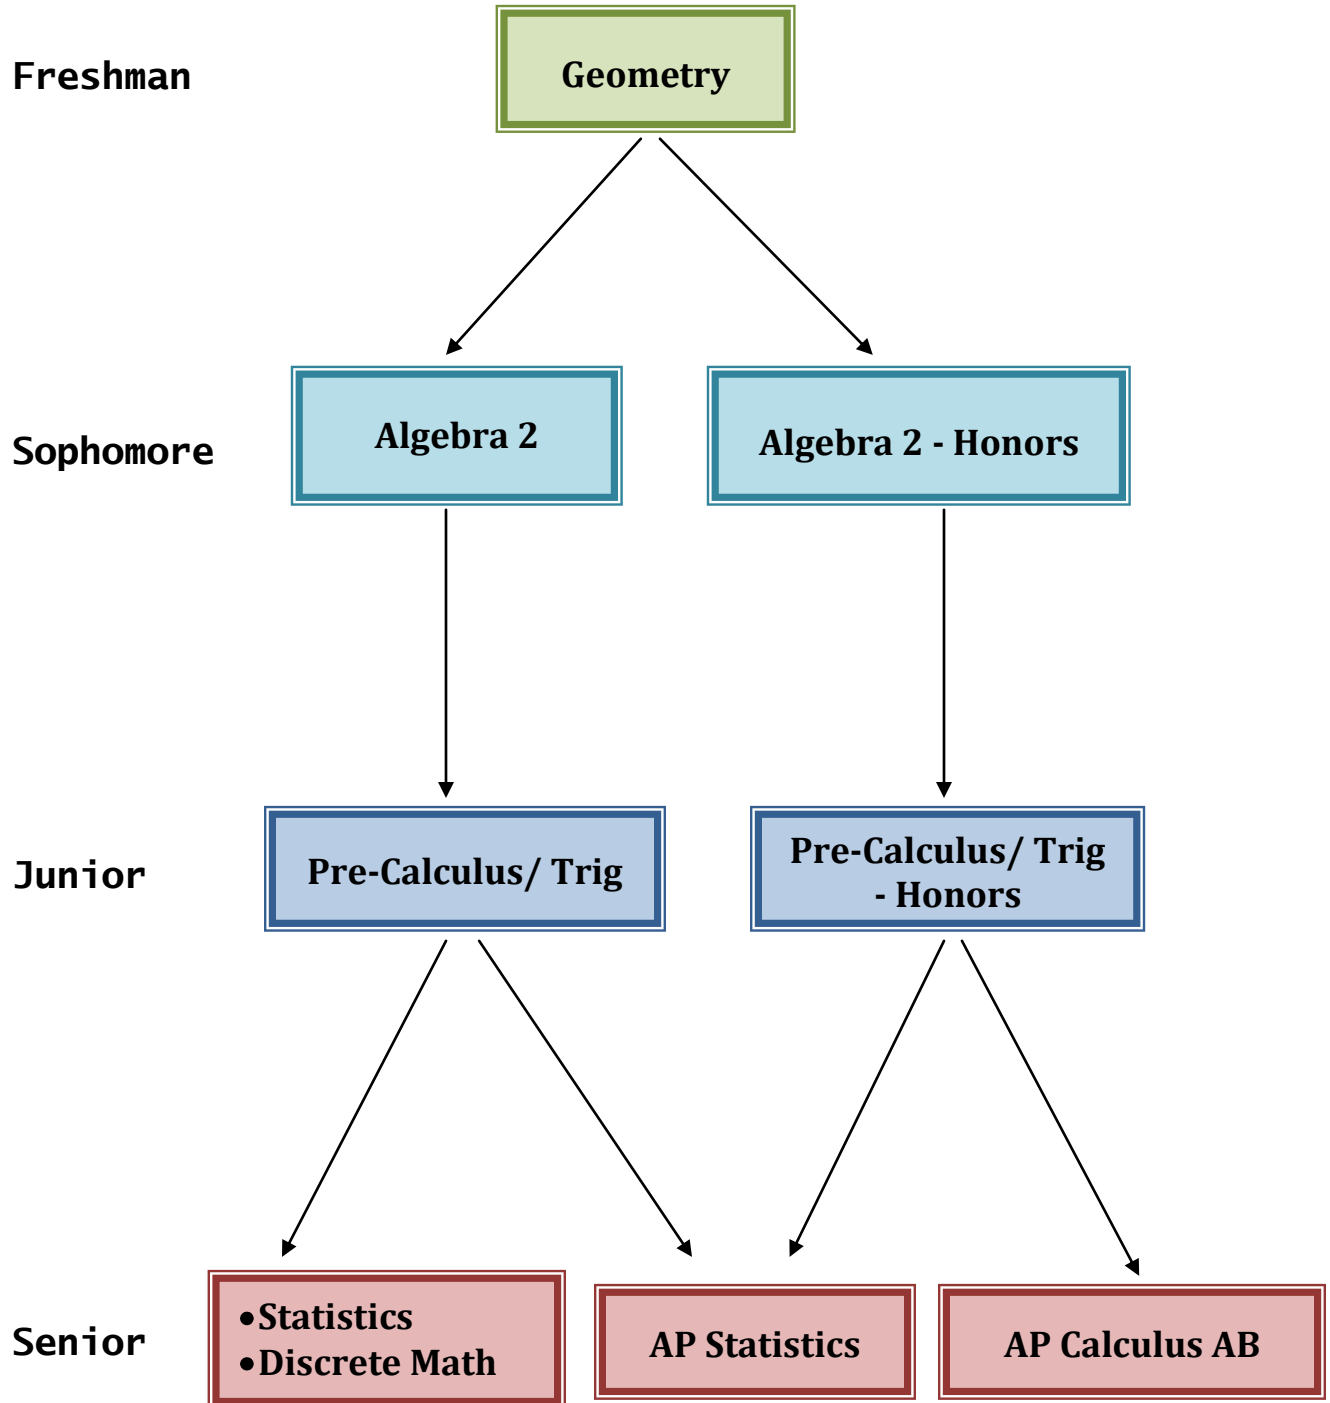 Freshman
Geometry
Sophomore
Algebra 2
Algebra 2 - Honors
Junior
Pre-Calculus/ Trig
Pre-Calculus/ Trig
- Honors
Senior
•Statistics
•Discrete Math
AP Statistics
AP Calculus AB